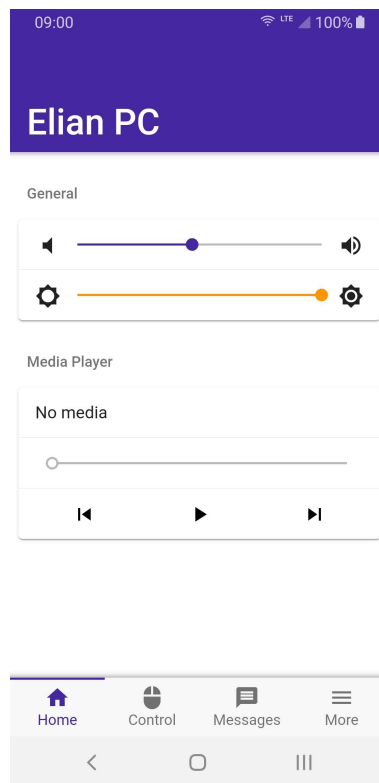 09:00 LTE 100%
Elian PC
General
Media Player
No media
Home Control Messages More